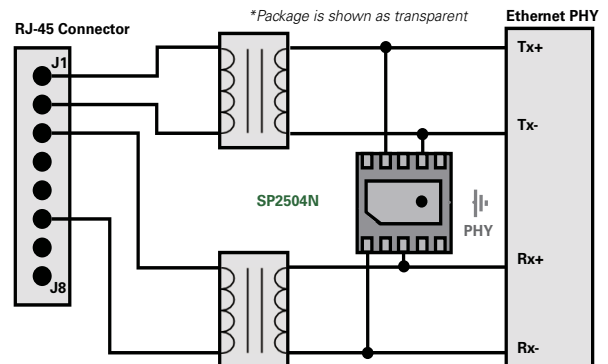 *Package is shown as transparent
Ethernet PHY
RJ-45 Connector
J1
Tx+
Tx-
SP2504N
PHY
Rx+
J8
Rx-